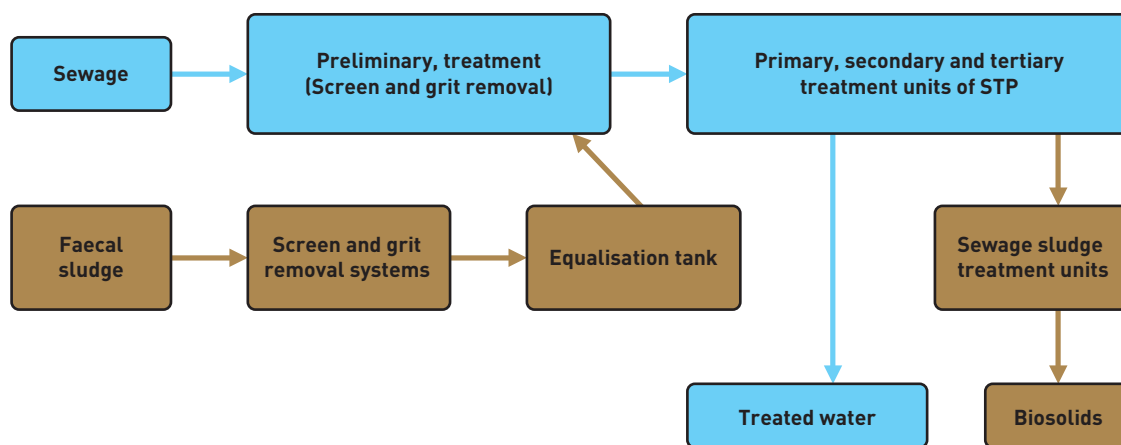 Sewage
Preliminary, treatment
(Screen and grit removal)
Primary, secondary and tertiary
treatment units of STP
Faecal
sludge
Screen and grit
removal systems
Equalisation tank
Sewage sludge
treatment units
Treated water
Biosolids